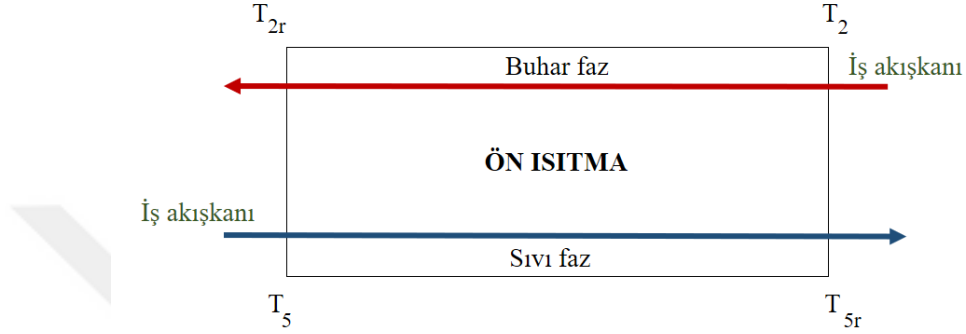 T2r
T2
Buhar faz
İş akışkanı
ÖN ISITMA
İş akışkanı
Sıvı faz
T5
T5r